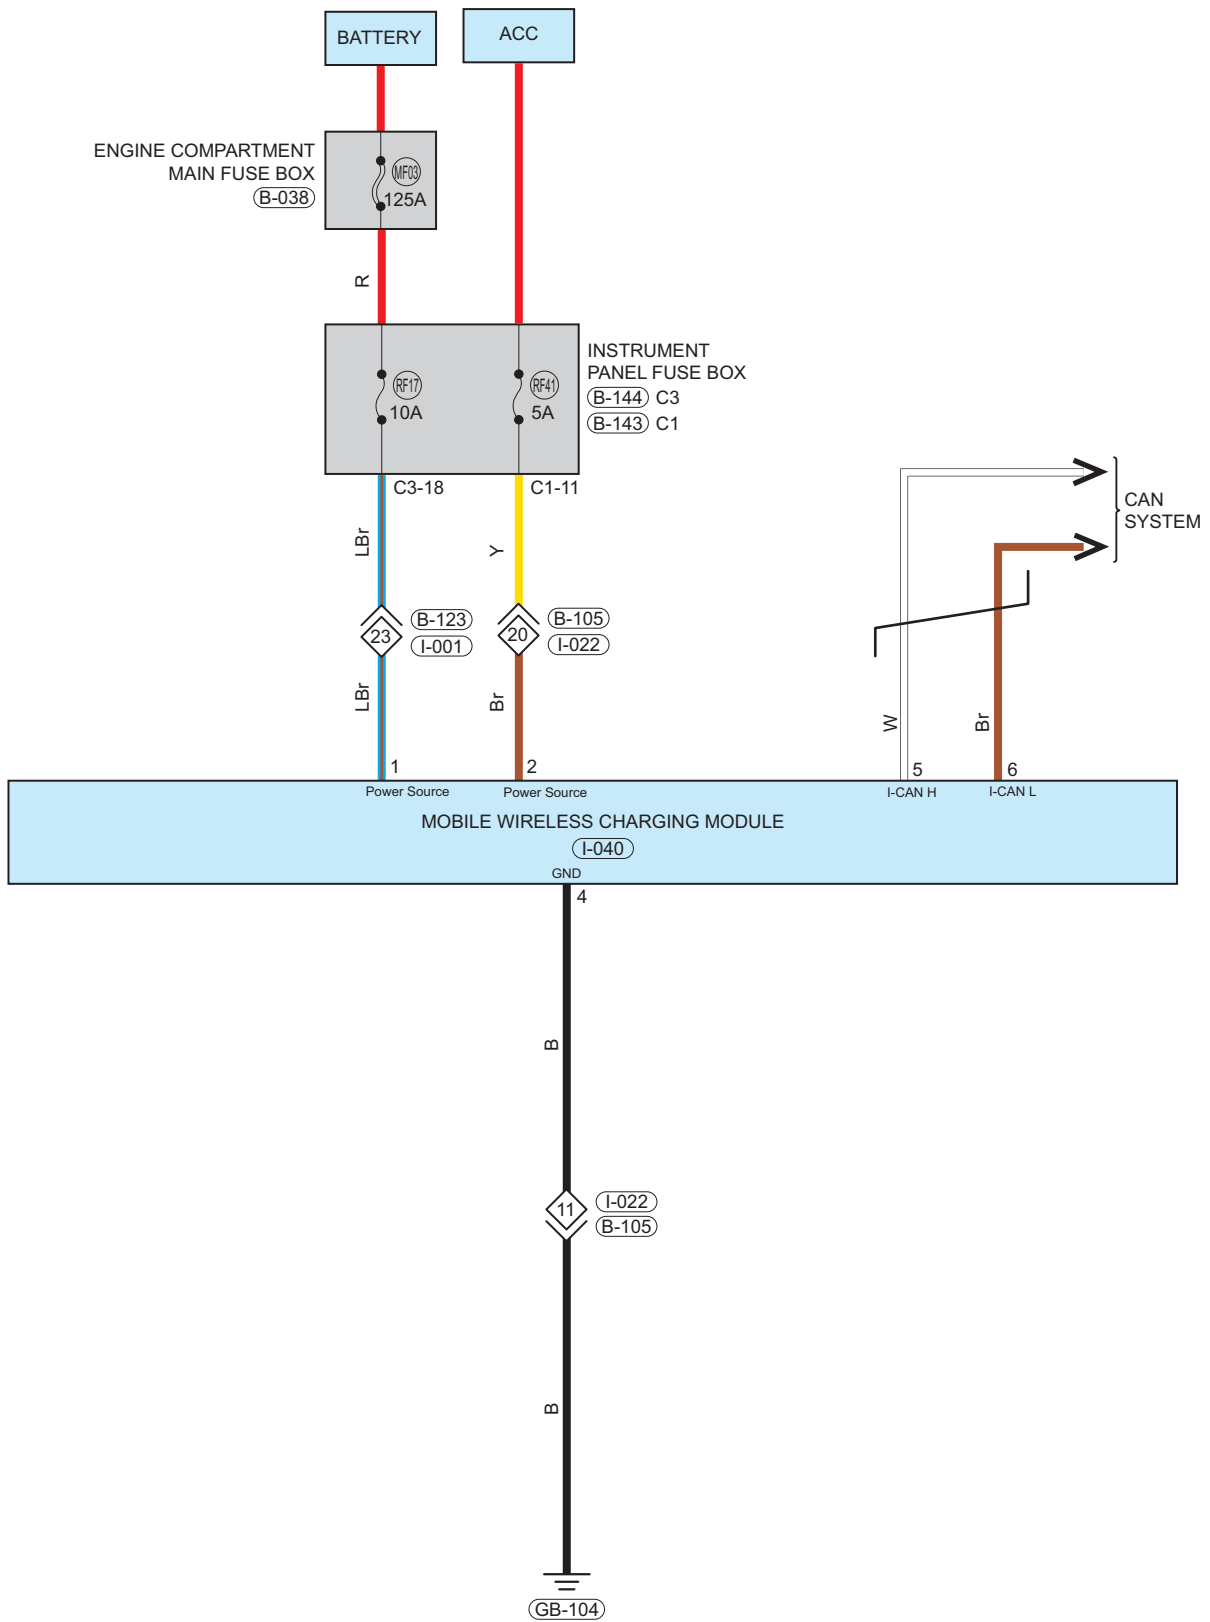 BATTERY
ACC
ENGINE COMPARTMENT
MAIN FUSE BOX
B-038
MF03
125A
R
INSTRUMENT
PANEL FUSE BOX
B-144 C3
B-143 C1
RF17
10A
RF41
5A
C3-18
C1-11
CAN
SYSTEM
LBr
Y
23
B-123
I-001
20
B-105
I-022
LBr
Br
W
Br
1
2
5
6
Power Source
Power Source
I-CAN H
I-CAN L
MOBILE WIRELESS CHARGING MODULE
I-040
GND
4
B
11
I-022
B-105
B
GB-104